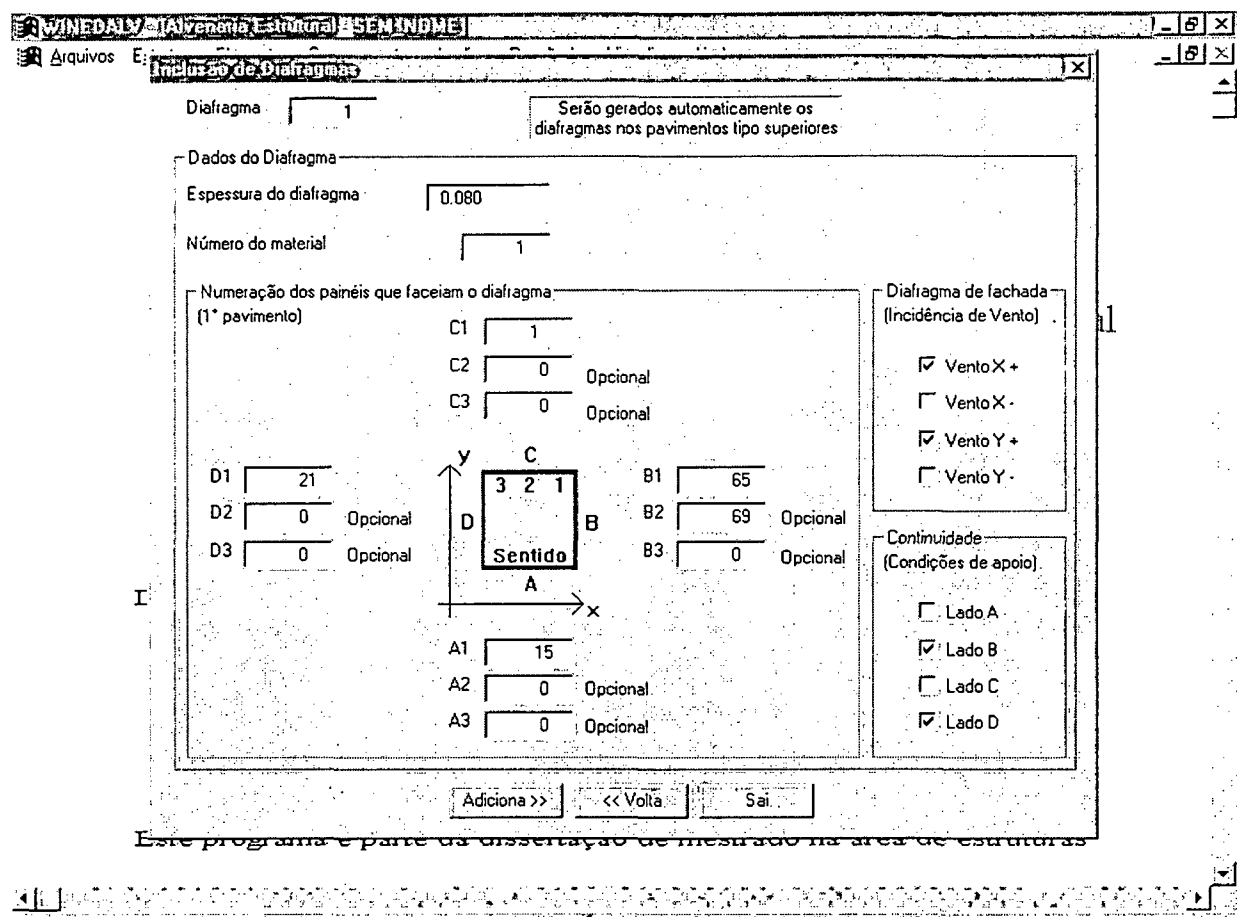 WINEDALV - [Alvenaria Estrutural - SEM NOME]
Arquivos
Inclusão de Diafragmas
Diafragma 1
Serão gerados automaticamente os
diafragmas nos pavimentos tipo superiores
Dados do Diafragma
Espessura do diafragma 0.080
Número do material 1
Numeração dos painéis que faceiam o diafragma
(1° pavimento)
C1 1
C2 0 Opcional
C3 0 Opcional
D1 21
D2 0 Opcional
D3 0 Opcional
y C
3 2 1
D B
Sentido
A
x
B1 65
B2 69 Opcional
B3 0 Opcional
A1 15
A2 0 Opcional
A3 0 Opcional
Diafragma de fachada
(Incidência de Vento)
Vento X +
Vento X -
Vento Y +
Vento Y -
Continuidade
(Condições de apoio)
Lado A
Lado B
Lado C
Lado D
Adiciona >> << Volta Sai
Este programa é parte da dissertação de mestrado na área de estruturas